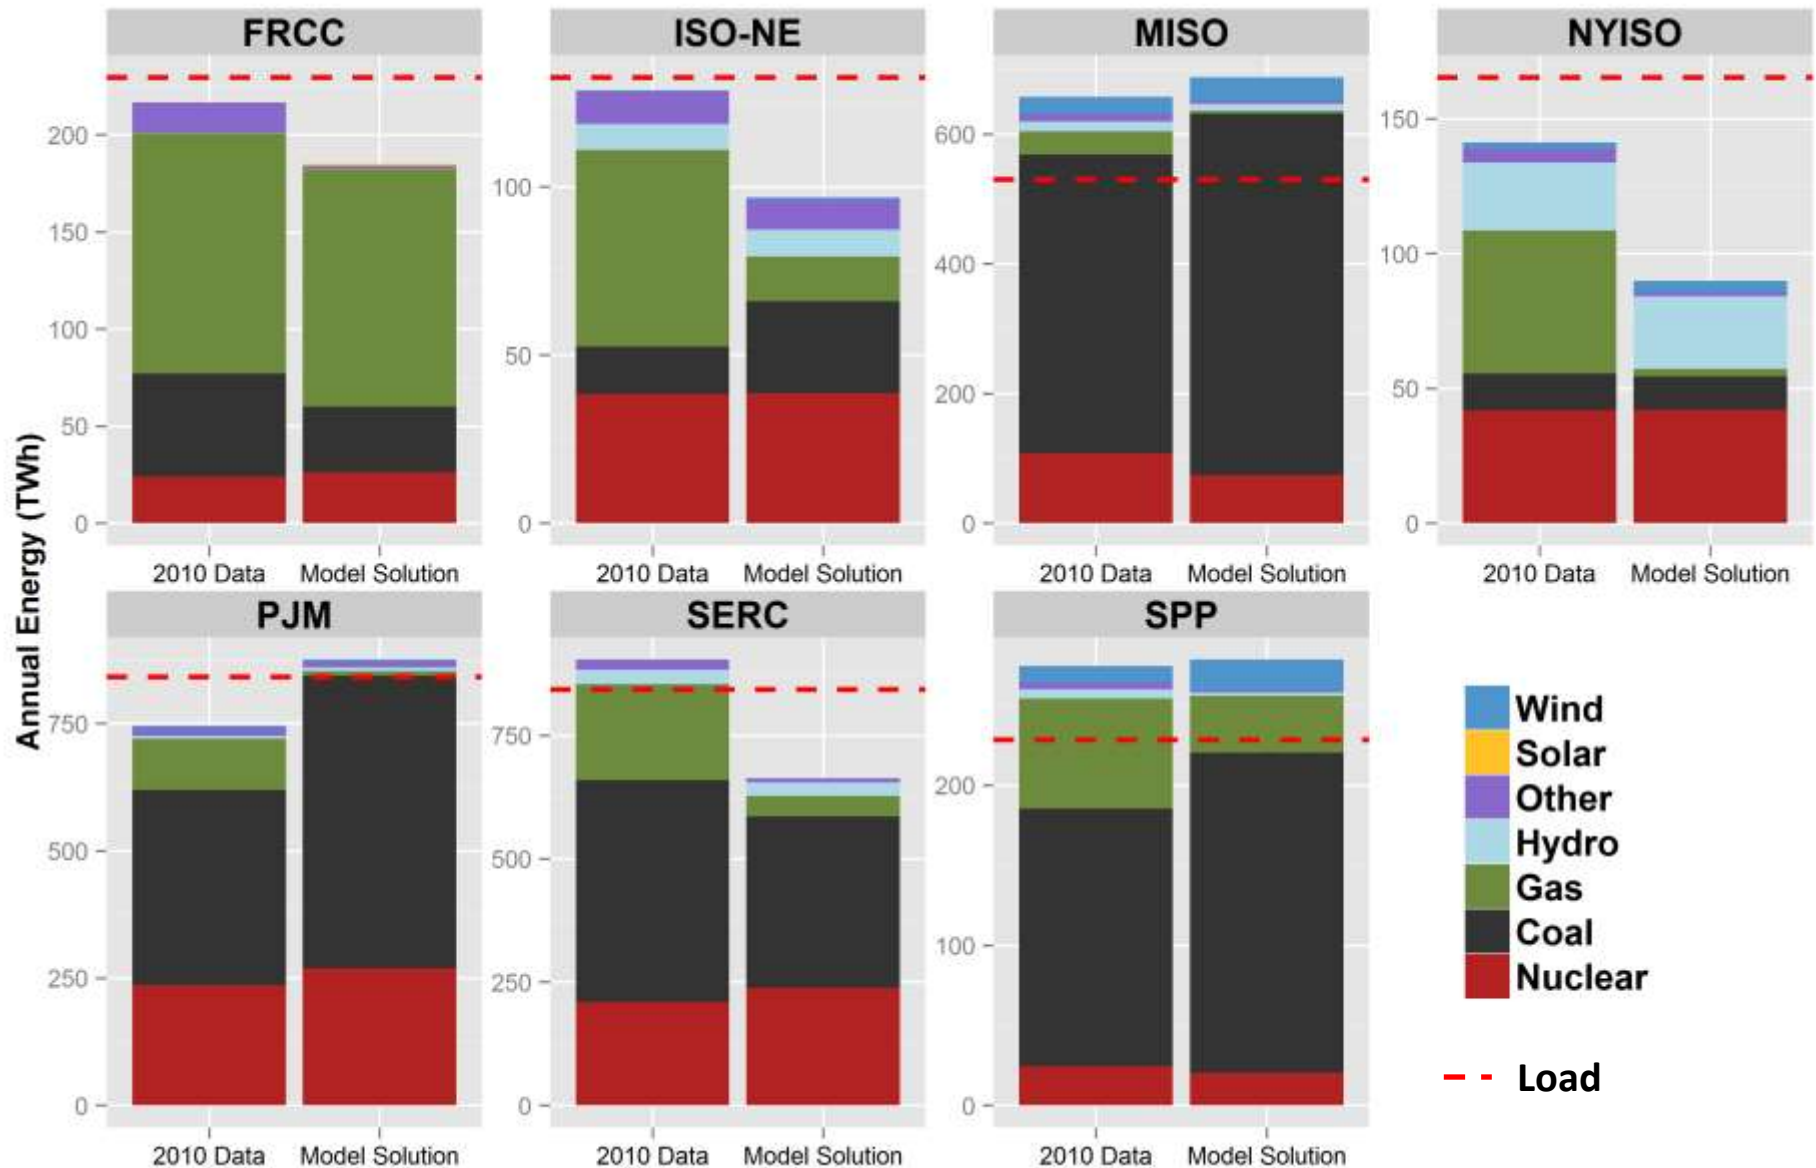 FRCC
ISO-NE
MISO
NYISO
Annual Energy (TWh)
200
150
100
50
0
100
50
0
600
400
200
0
150
100
50
0
2010 Data Model Solution
2010 Data Model Solution
2010 Data Model Solution
2010 Data Model Solution
PJM
SERC
SPP
750
500
250
0
750
500
250
0
200
100
0
2010 Data Model Solution
2010 Data Model Solution
2010 Data Model Solution
Wind
Solar
Other
Hydro
Gas
Coal
Nuclear
Load